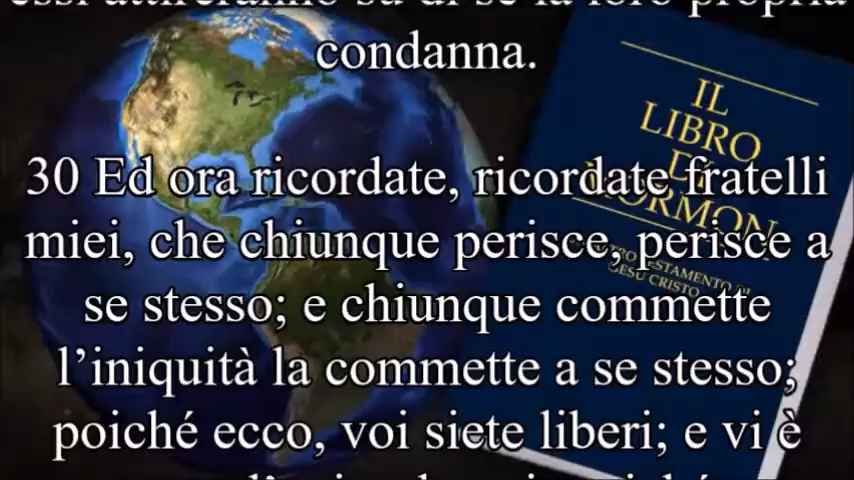 condanna.
30 Ed ora ricordate, ricordate fratelli
miei, che chiunque perisce, perisce a
se stesso; e chiunque commette
l’iniquità la commette a se stesso;
poiché ecco, voi siete liberi; e vi è
IL
LIBRO
MORMON
GESÙ CRISTO